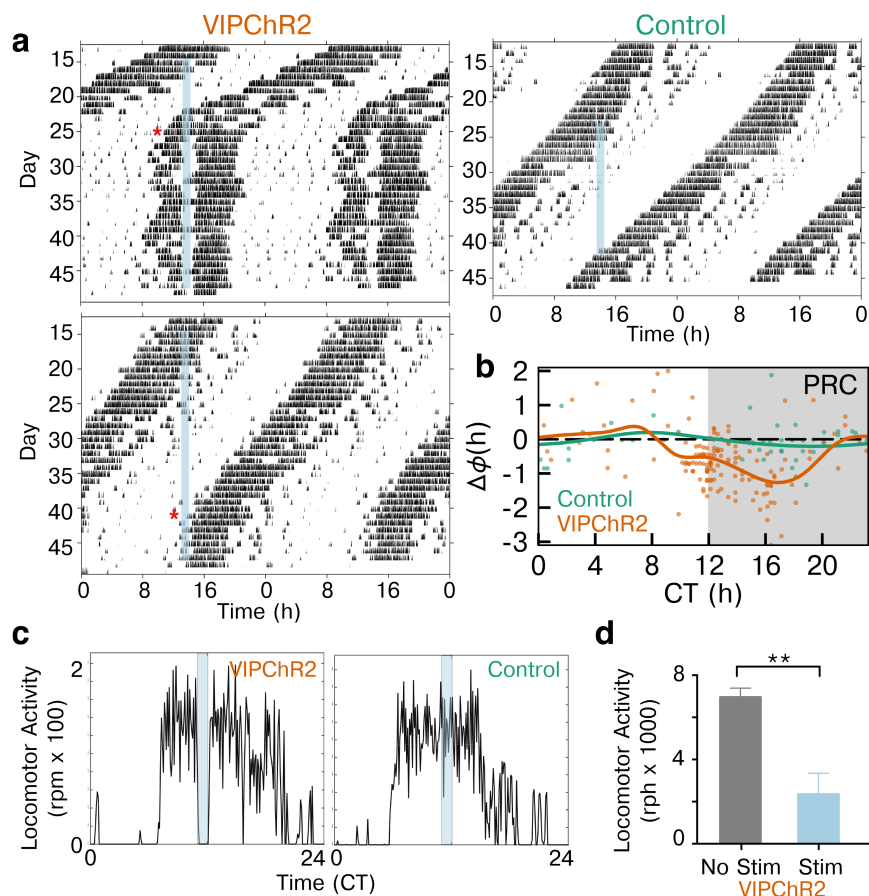 a
VIPChR2
Control
15
20
25
30
35
40
45
Day
*
15
20
25
30
35
40
45
0 8 16 0 8 16 0
Time (h)
15
20
25
30
35
40
45
Day
*
0 8 16 0 8 16 0
Time (h)
b
PRC
2
1
0
-1
-2
-3
Δϕ(h)
Control
VIPChR2
0 4 8 12 16 20
CT (h)
c
VIPChR2
Control
2
0
Locomotor Activity
(rpm x 100)
0 24
0 24
Time (CT)
d
**
8
4
0
Locomotor Activity
(rph x 1000)
No Stim Stim
VIPChR2